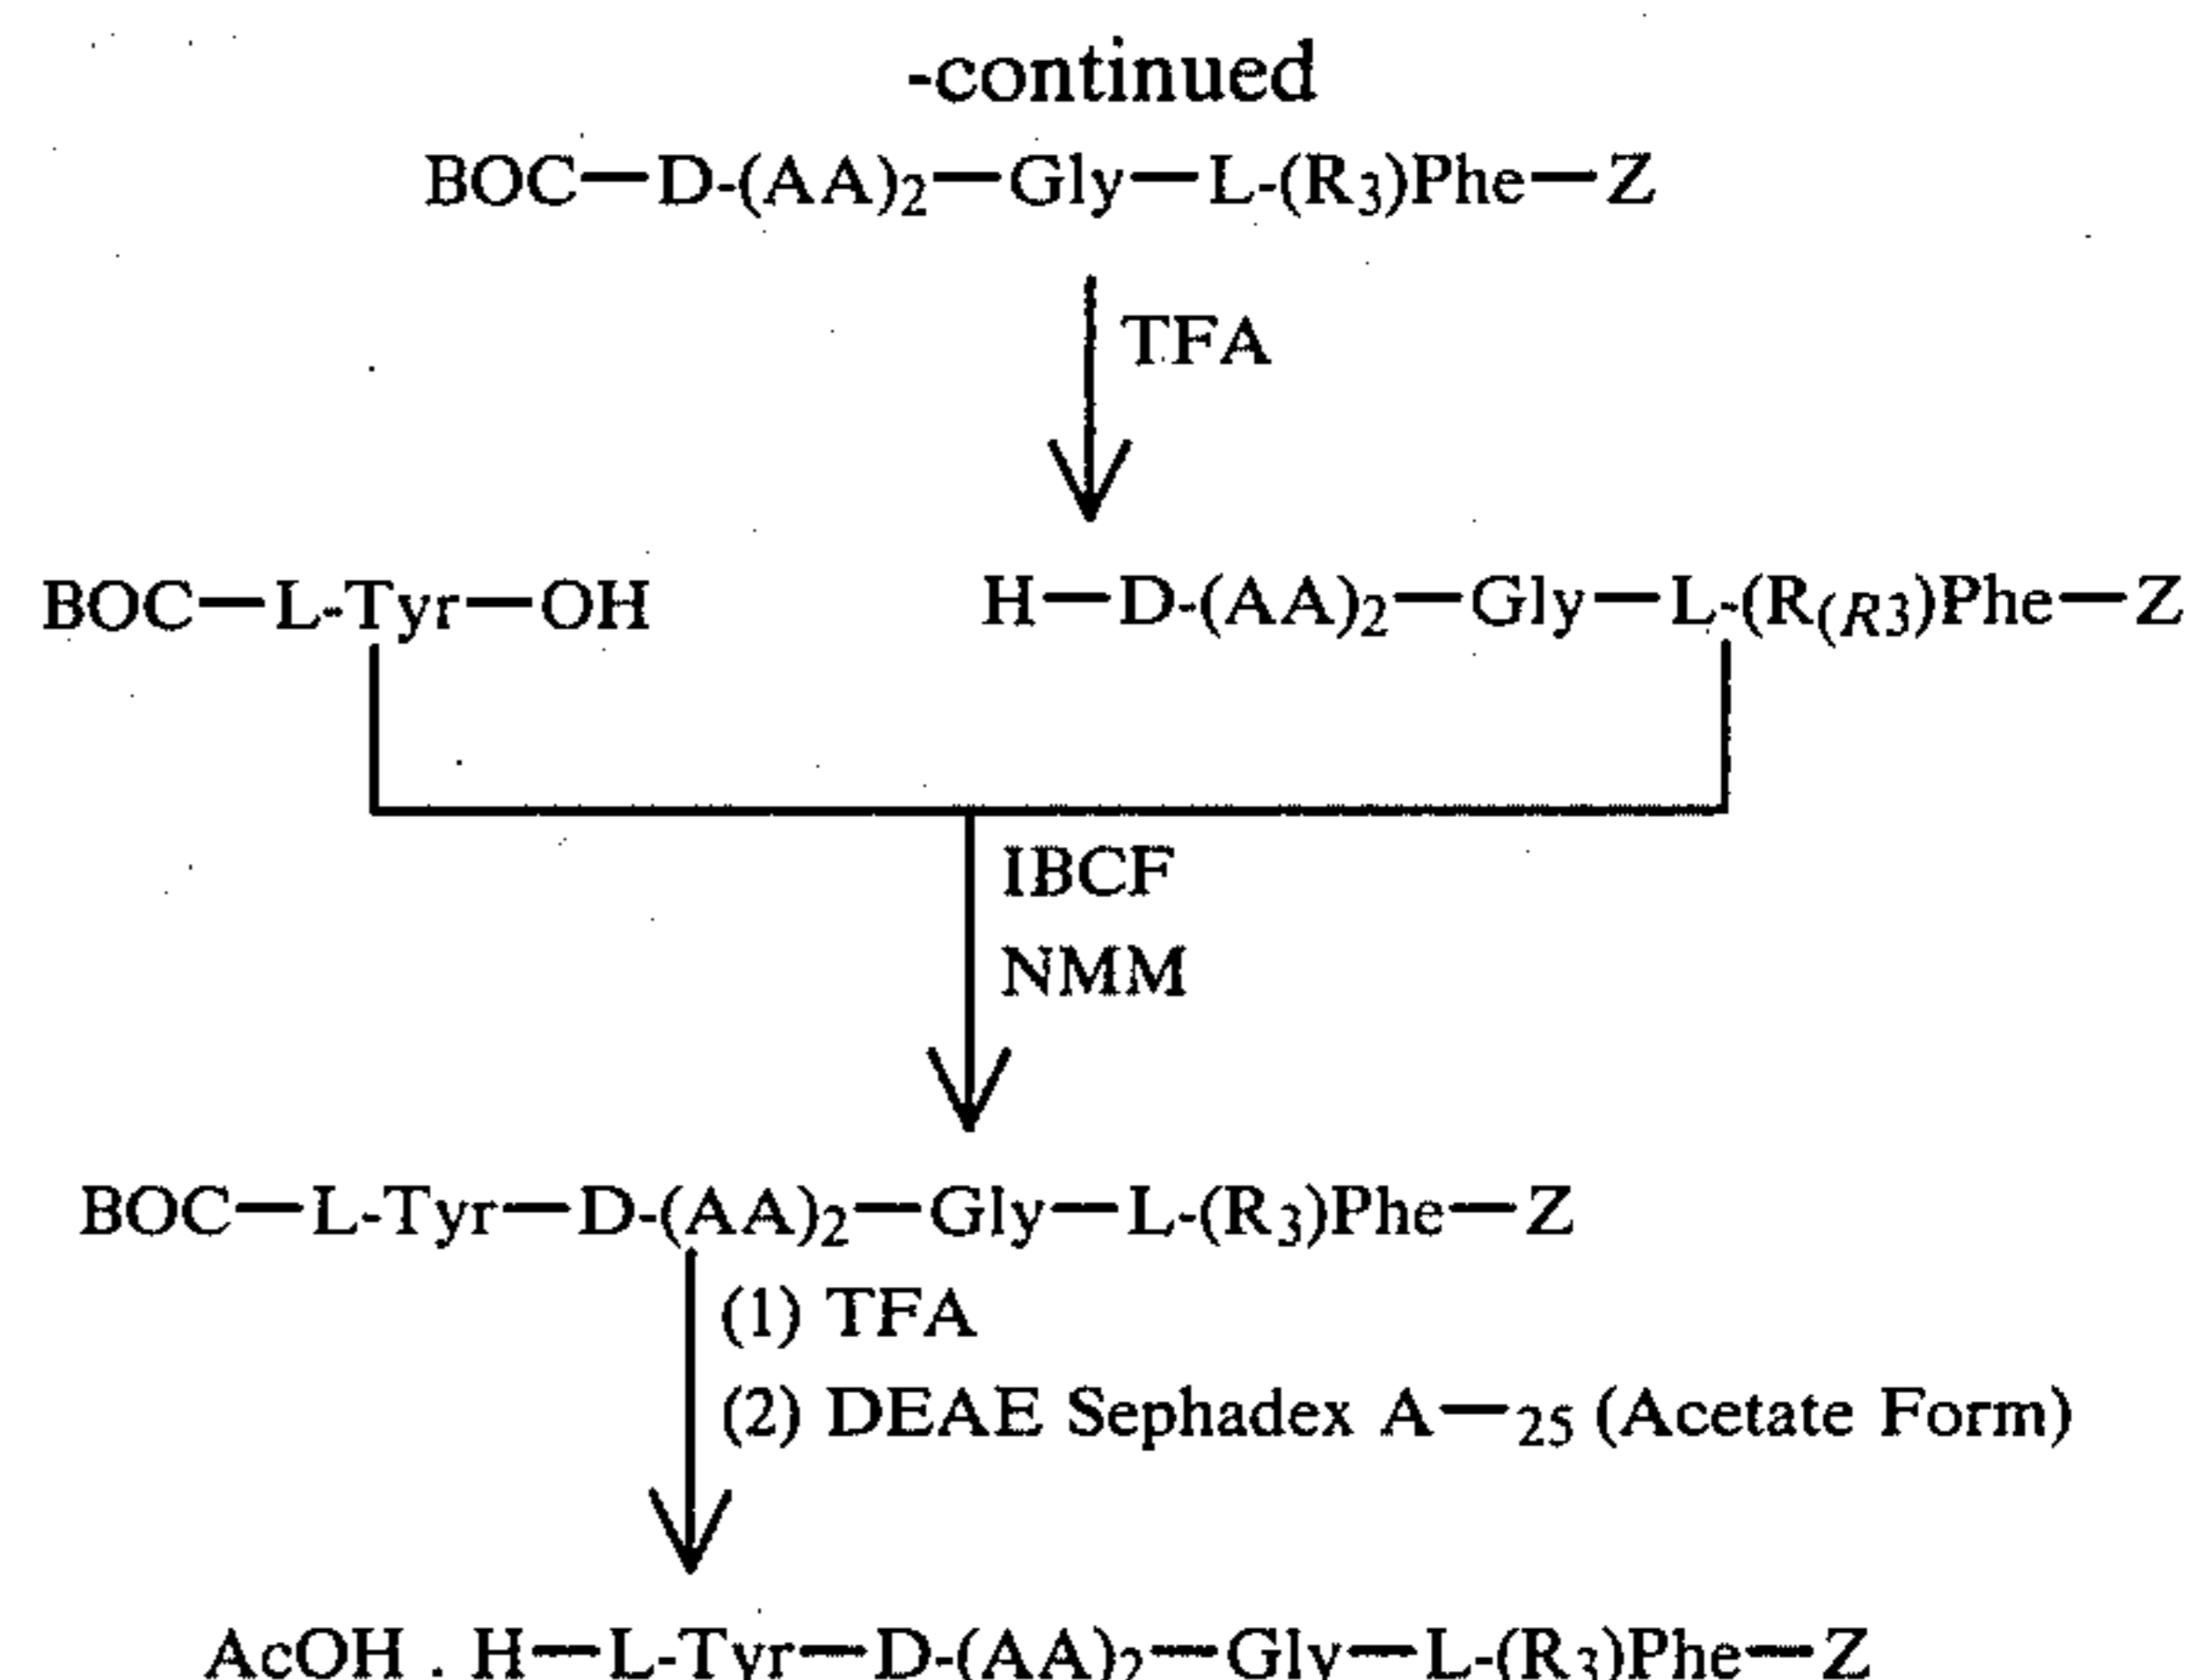 -continued
BOC—D-(AA)₂—Gly—L-(R₃)Phe—Z
TFA
BOC—L-Tyr—OH H—D-(AA)₂—Gly—L-(R₍R3)Phe—Z
IBCF
NMM
BOC—L-Tyr—D-(AA)₂—Gly—L-(R₃)Phe—Z
(1) TFA
(2) DEAE Sephadex A—₂₅ (Acetate Form)
AcOH . H—L-Tyr—D-(AA)₂—Gly—L-(R₃)Phe—Z